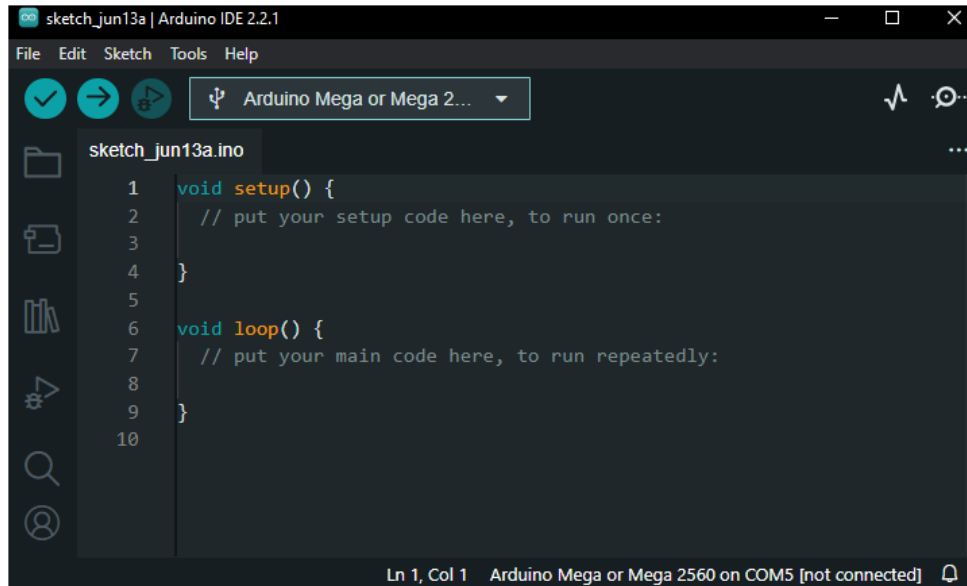 sketch_jun13a | Arduino IDE 2.2.1
File Edit Sketch Tools Help
Arduino Mega or Mega 2...
sketch_jun13a.ino
1 void setup() {
2 // put your setup code here, to run once:
3
4 }
5
6 void loop() {
7 // put your main code here, to run repeatedly:
8
9 }
10
Ln 1, Col 1 Arduino Mega or Mega 2560 on COM5 [not connected]